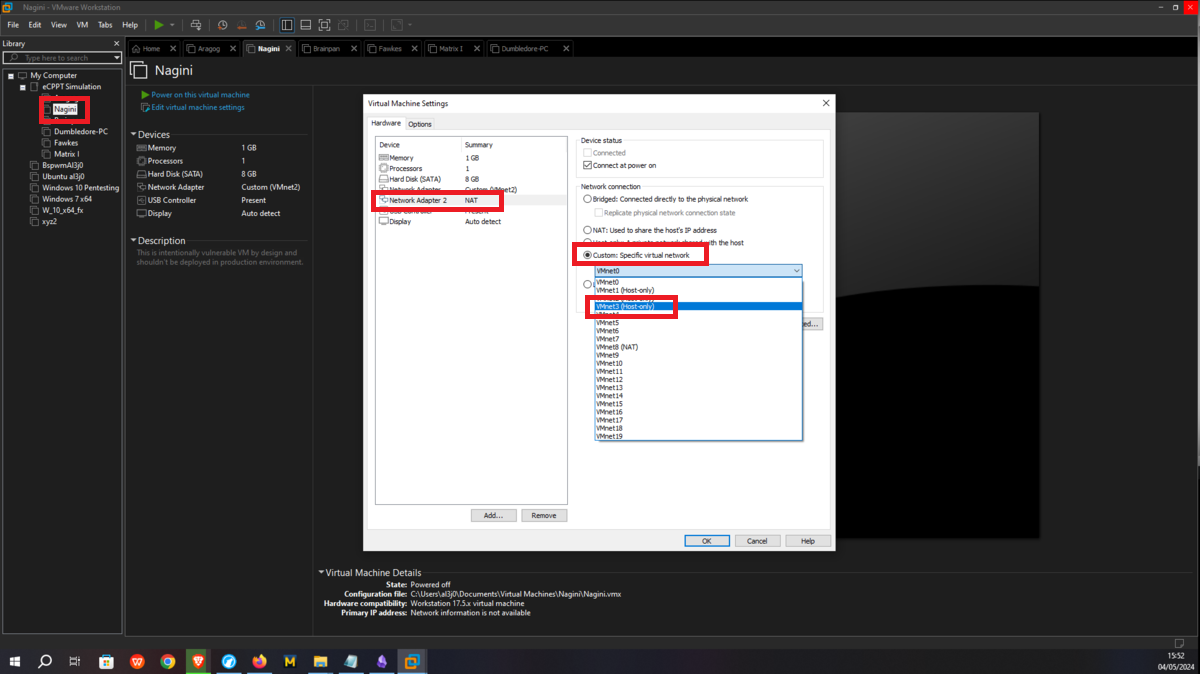 Nagini - VMware Workstation
File Edit View VM Tabs Help
Library
Type here to search
My Computer
eCPPT Simulation
Nagini
Dumbledore-PC
Fawkes
Matrix I
BspwmAl3j0
Ubuntu al3j0
Windows 10 Pentesting
Windows 7 x64
W_10_x64_fx
xyz2
Home Aragog Nagini Brainpan Fawkes Matrix I Dumbledore-PC
Nagini
Power on this virtual machine
Edit virtual machine settings
Devices
Memory 1 GB
Processors 1
Hard Disk (SATA) 8 GB
Network Adapter Custom (VMnet2)
USB Controller Present
Display Auto detect
Description
This is intentionally vulnerable VM by design and
shouldn't be deployed in production environment.
Virtual Machine Settings
Hardware Options
Device Summary
Memory 1 GB
Processors 1
Hard Disk (SATA) 8 GB
Network Adapter Custom (VMnet2)
Network Adapter 2 NAT
USB Controller Present
Display Auto detect
Add... Remove
Device status
Connected
Connect at power on
Network connection
Bridged: Connected directly to the physical network
Replicate physical network connection state
NAT: Used to share the host's IP address
Host-only: A private network shared with the host
Custom: Specific virtual network
VMnet0
VMnet0
VMnet1 (Host-only)
VMnet3 (Host-only)
VMnet5
VMnet6
VMnet7
VMnet8 (NAT)
VMnet9
VMnet10
VMnet11
VMnet12
VMnet13
VMnet14
VMnet15
VMnet16
VMnet17
VMnet18
VMnet19
OK Cancel Help
Virtual Machine Details
State: Powered off
Configuration file: C:\Users\al3j0\Documents\Virtual Machines\Nagini\Nagini.vmx
Hardware compatibility: Workstation 17.5.x virtual machine
Primary IP address: Network information is not available
15:52
04/05/2024